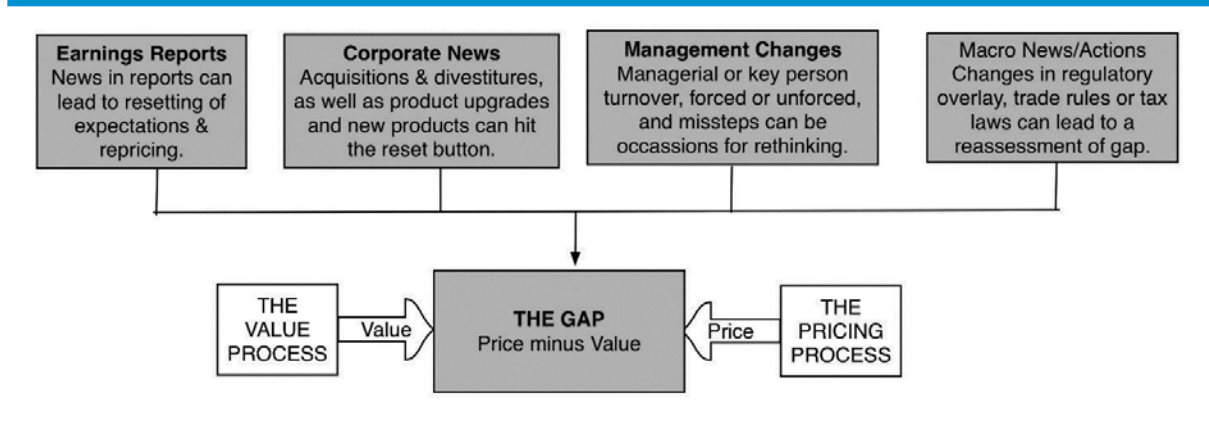 Earnings Reports
News in reports can
lead to resetting of
expectations &
repricing.
Corporate News
Acquisitions & divestitures,
as well as product upgrades
and new products can hit
the reset button.
Management Changes
Managerial or key person
turnover, forced or unforced,
and missteps can be
occassions for rethinking.
Macro News/Actions
Changes in regulatory
overlay, trade rules or tax
laws can lead to a
reassessment of gap.
THE
VALUE
PROCESS
Value
THE GAP
Price minus Value
Price
THE
PRICING
PROCESS